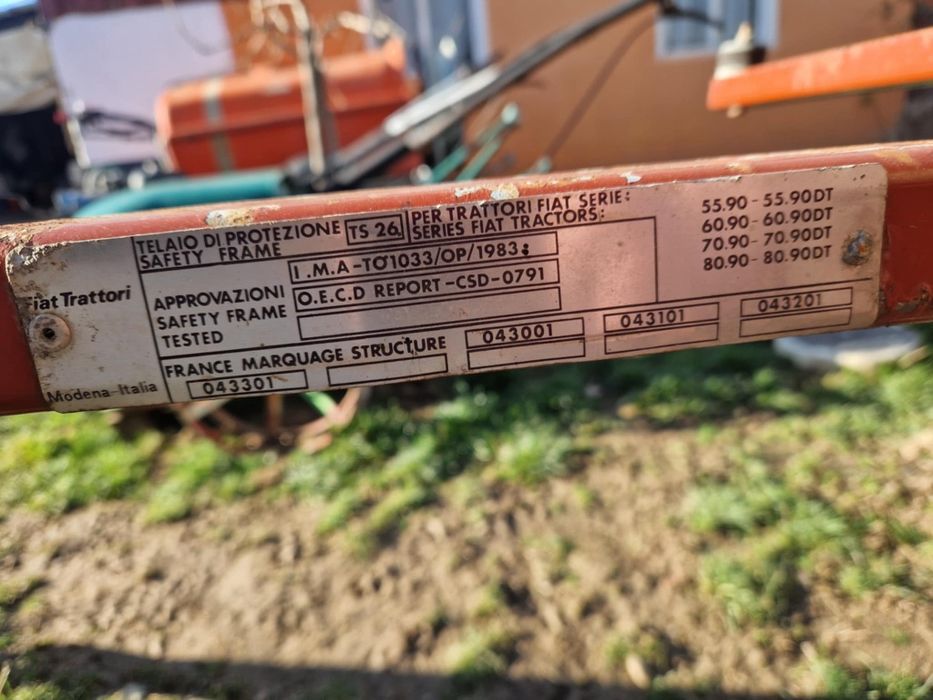 Fiat Trattori
Modena-Italia
TELAIO DI PROTEZIONE
SAFETY FRAME
TS 26
PER TRATTORI FIAT SERIE:
SERIES FIAT TRACTORS:
55.90 - 55.90DT
60.90 - 60.90DT
70.90 - 70.90DT
80.90 - 80.90DT
APPROVAZIONI
SAFETY FRAME
TESTED
I.M.A-TO1033/OP/1983:
O.E.C.D REPORT-CSD-0791
FRANCE MARQUAGE STRUCTURE
043001
043101
043201
043301